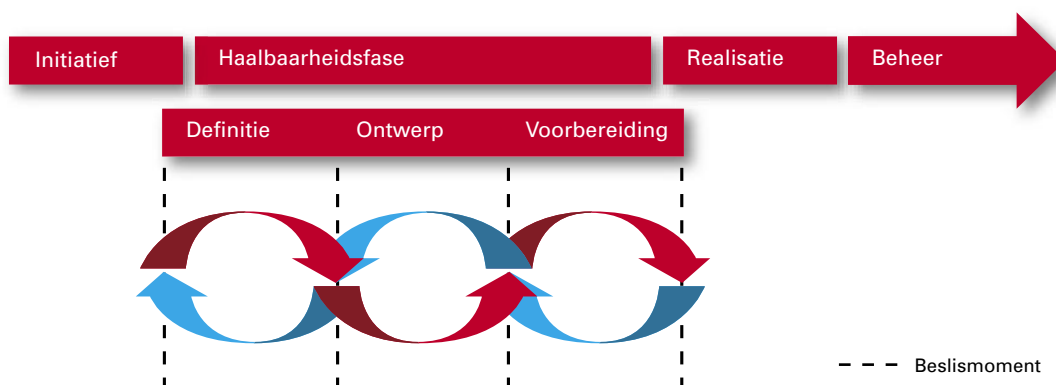 Initiatief Haalbaarheidsfase Realisatie Beheer
Definitie Ontwerp Voorbereiding
Beslismoment